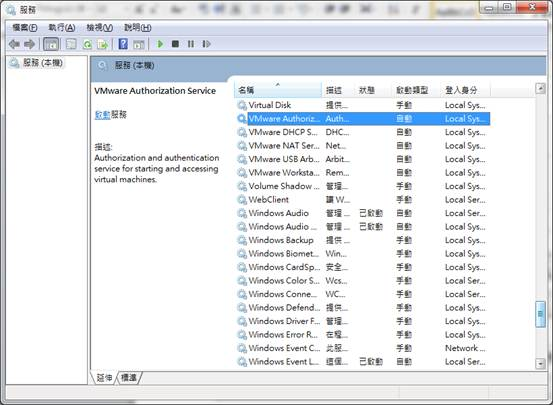 服務
檔案(F) 執行(A) 檢視(V) 說明(H)
服務 (本機)
服務 (本機)
VMware Authorization Service
啟動服務
描述:
Authorization and authentication
service for starting and accessing
virtual machines.
名稱 描述 狀態 啟動類型 登入身分
Virtual Disk 提供... 手動 Local Sys...
VMware Authoriz... Auth... 自動 Local Sys...
VMware DHCP S... DHC... 自動 Local Sys...
VMware NAT Ser... Net... 自動 Local Sys...
VMware USB Arb... Arbit... 自動 Local Sys...
VMware Worksta... Rem... 自動 Local Sys...
Volume Shadow ... 管理... 手動 Local Sys...
WebClient 讓 W... 手動 Local Ser...
Windows Audio 管理 ... 已啟動 自動 Local Ser...
Windows Audio ... 管理 ... 已啟動 自動 Local Sys...
Windows Backup 提供 ... 手動 Local Sys...
Windows Biomet... Win... 手動 Local Sys...
Windows CardSp... 安全... 手動 Local Sys...
Windows Color S... Wcs... 手動 Local Ser...
Windows Conne... WC... 手動 Local Ser...
Windows Defend... 提供... 手動 Local Sys...
Windows Driver F... 管理... 手動 Local Sys...
Windows Error R... 在程... 手動 Local Sys...
Windows Event C... 此服... 手動 Network ...
Windows Event L... 這個... 已啟動 自動 Local Ser...
延伸 標準